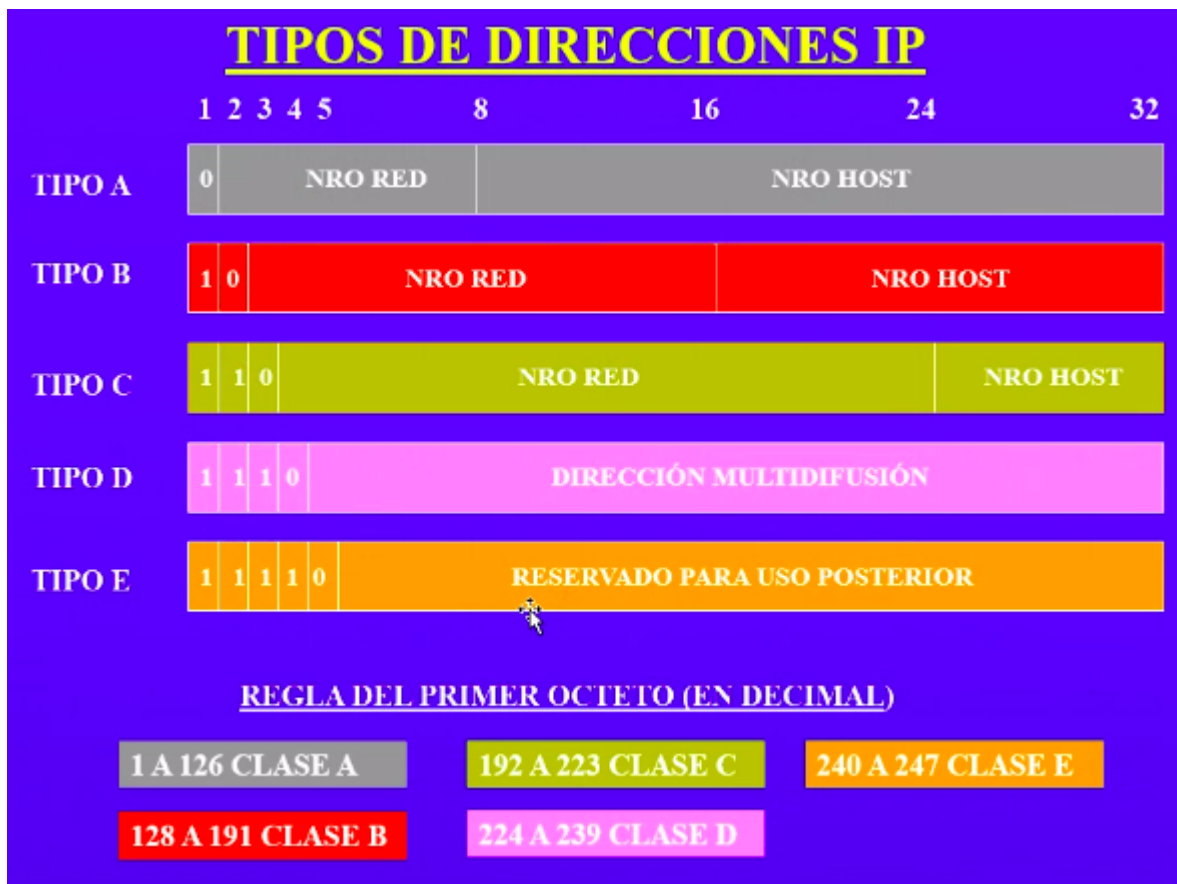 TIPOS DE DIRECCIONES IP
1 2 3 4 5 8 16 24 32
TIPO A 0 NRO RED NRO HOST
TIPO B 1 0 NRO RED NRO HOST
TIPO C 1 1 0 NRO RED NRO HOST
TIPO D 1 1 1 0 DIRECCIÓN MULTIDIFUSIÓN
TIPO E 1 1 1 1 0 RESERVADO PARA USO POSTERIOR
REGLA DEL PRIMER OCTETO (EN DECIMAL)
1 A 126 CLASE A 192 A 223 CLASE C 240 A 247 CLASE E
128 A 191 CLASE B 224 A 239 CLASE D